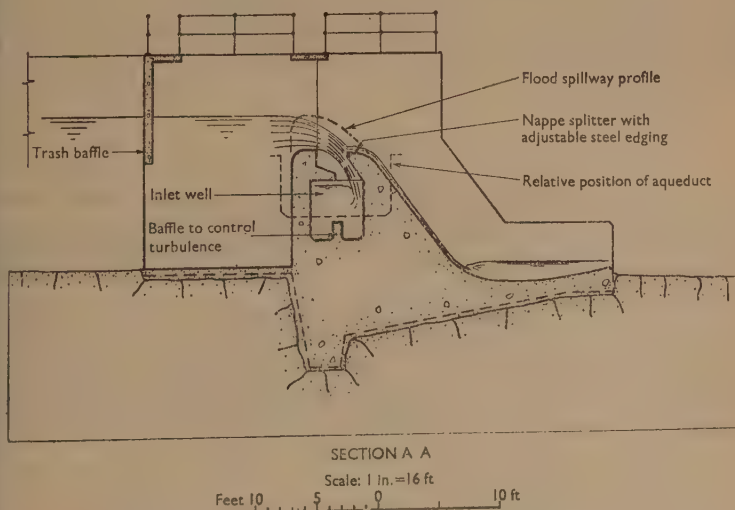 Flood spillway profile
Nappe splitter with
adjustable steel edging
Trash baffle
Relative position of aqueduct
Inlet well
Baffle to control
turbulence
SECTION A A
Scale: 1 in.=16 ft
Feet 10 5 0 10 ft